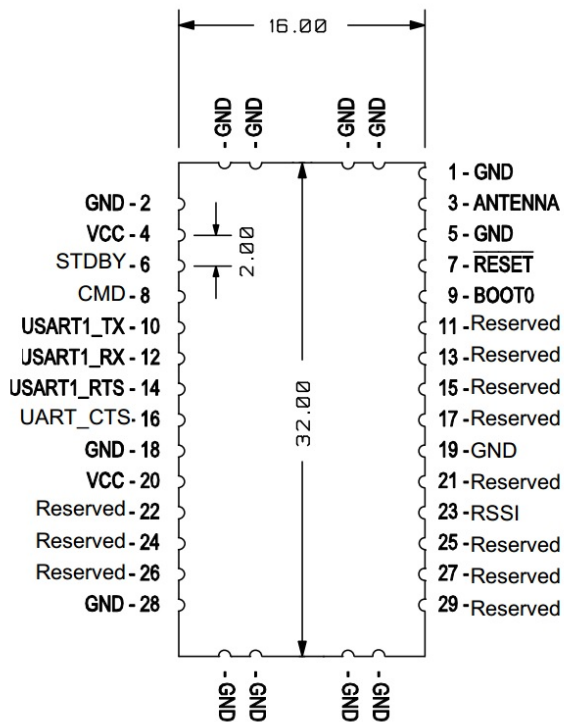 16.00
- GND
- GND
- GND
- GND
1 - GND
GND - 2
3 - ANTENNA
VCC - 4
5 - GND
STDBY - 6
7 - RESET
2.00
CMD - 8
9 - BOOT0
USART1_TX - 10
11 - Reserved
USART1_RX - 12
13 - Reserved
USART1_RTS - 14
15 - Reserved
UART_CTS - 16
17 - Reserved
32.00
GND - 18
19 - GND
VCC - 20
21 - Reserved
Reserved - 22
23 - RSSI
Reserved - 24
25 - Reserved
Reserved - 26
27 - Reserved
GND - 28
29 - Reserved
- GND
- GND
- GND
- GND